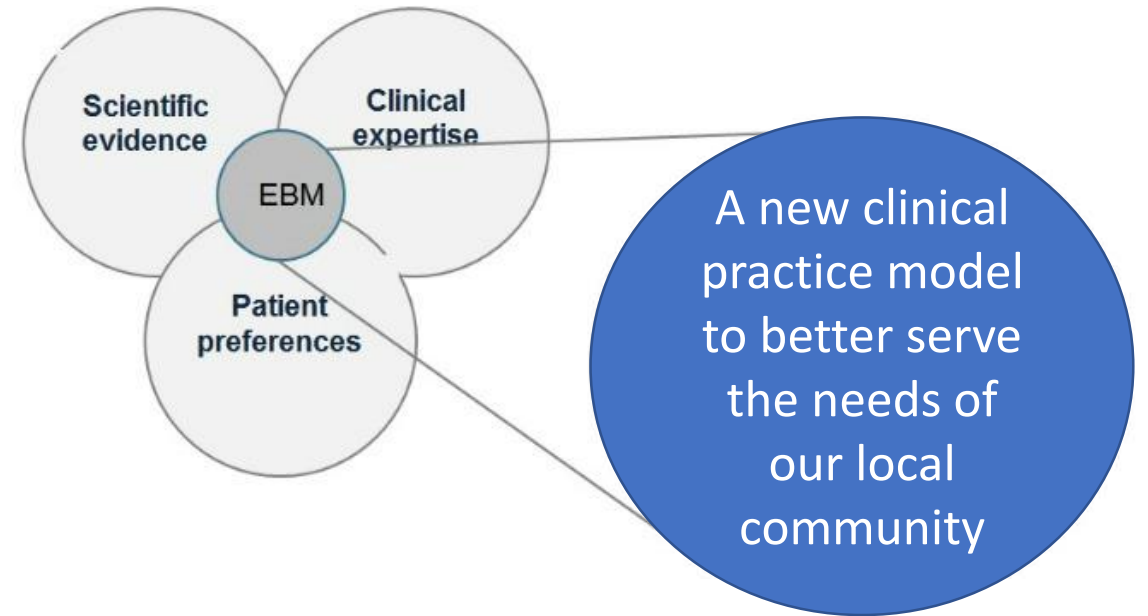 Scientific
evidence
Clinical
expertise
EBM
Patient
preferences
A new clinical
practice model
to better serve
the needs of
our local
community